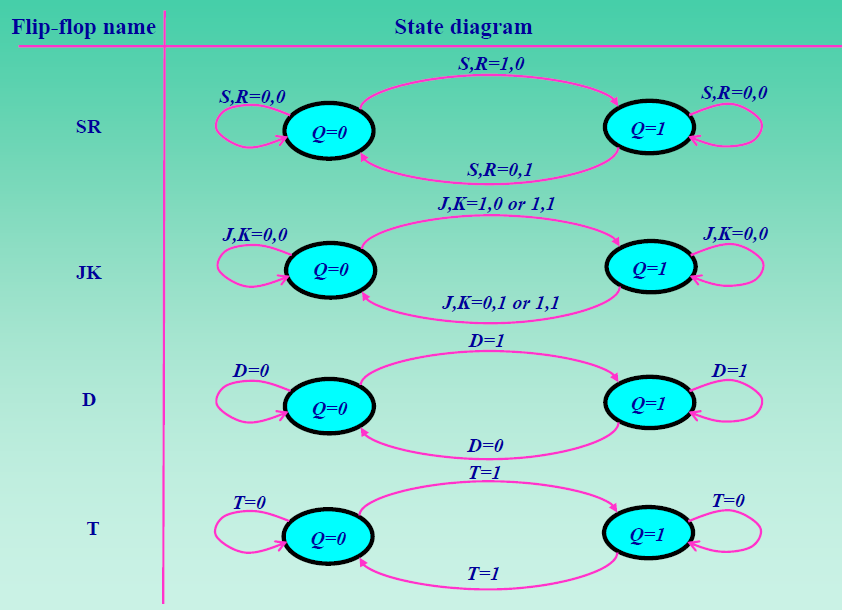 Flip-flop name State diagram
S,R=1,0
S,R=0,0 S,R=0,0
SR Q=0 Q=1
S,R=0,1
J,K=1,0 or 1,1
J,K=0,0 J,K=0,0
JK Q=0 Q=1
J,K=0,1 or 1,1
D=1
D=0 D=1
D Q=0 Q=1
D=0
T=1
T=0 T=0
T Q=0 Q=1
T=1